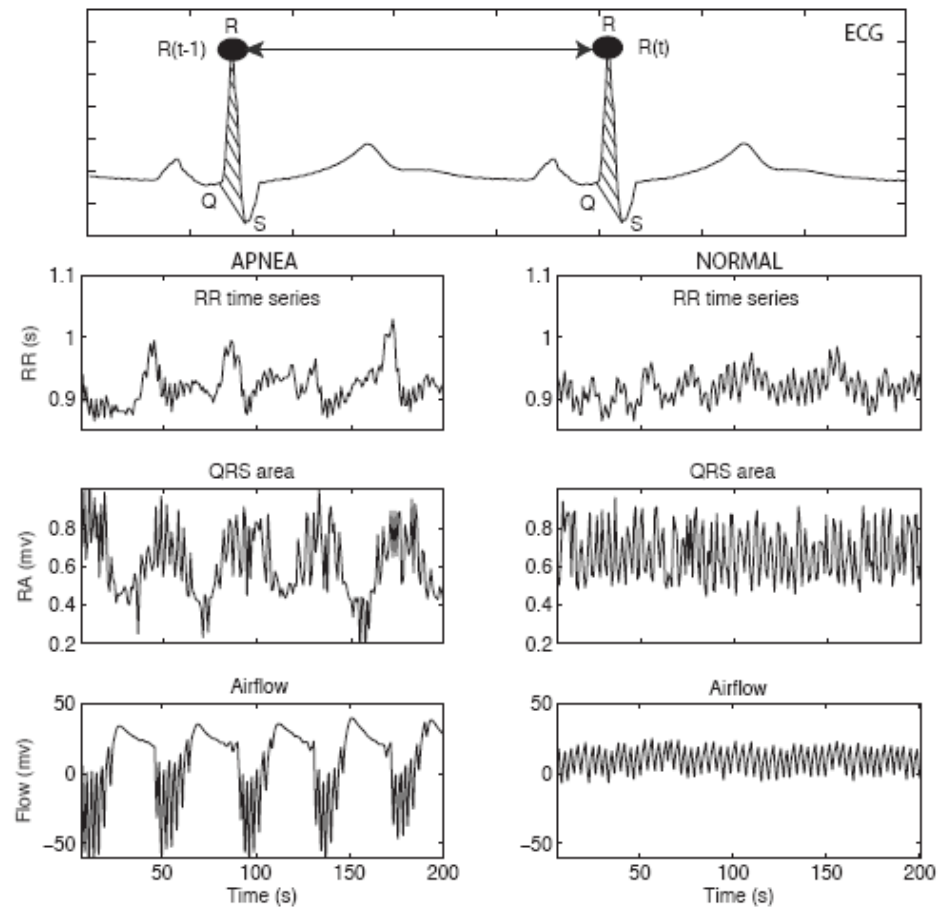 R R ECG
R(t-1) R(t)
Q S Q S
APNEA NORMAL
RR time series RR time series
RR (s)
1.1 1.1
1 1
0.9 0.9
QRS area QRS area
RA (mv)
0.8 0.8
0.6 0.6
0.4 0.4
0.2 0.2
Airflow Airflow
Flow (mv)
50 50
0 0
−50 −50
50 100 150 200 50 100 150 200
Time (s) Time (s)